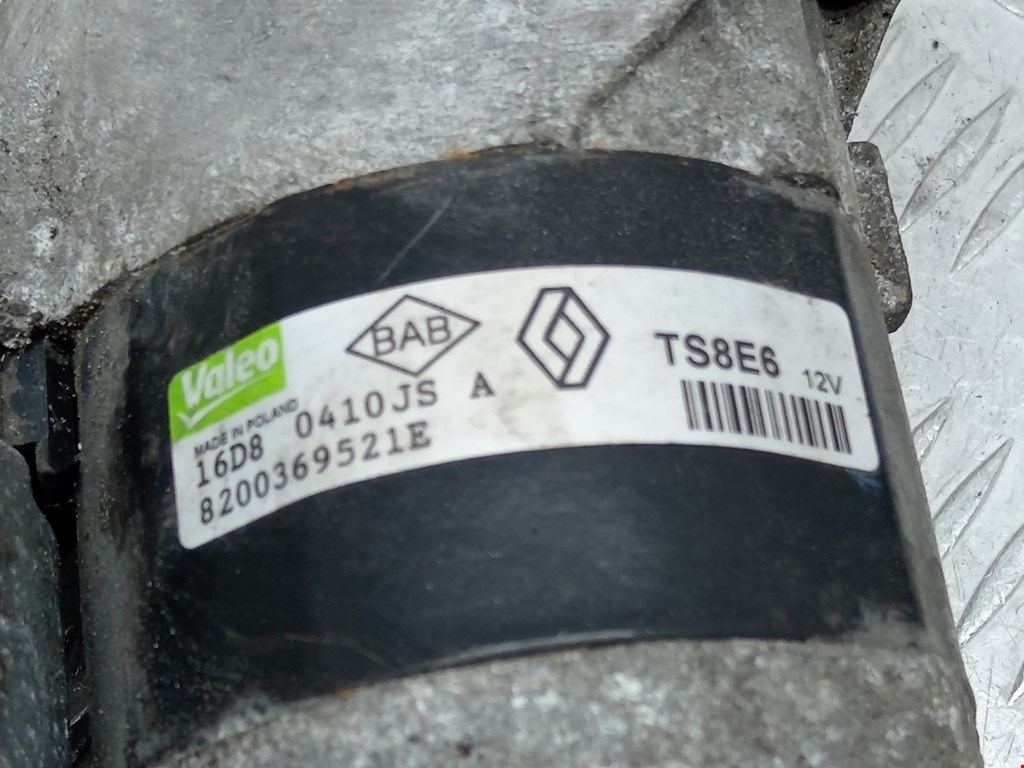 Valeo
BAB
TS8E6 12V
MADE IN POLAND
16D8 0410JS A
8200369521E